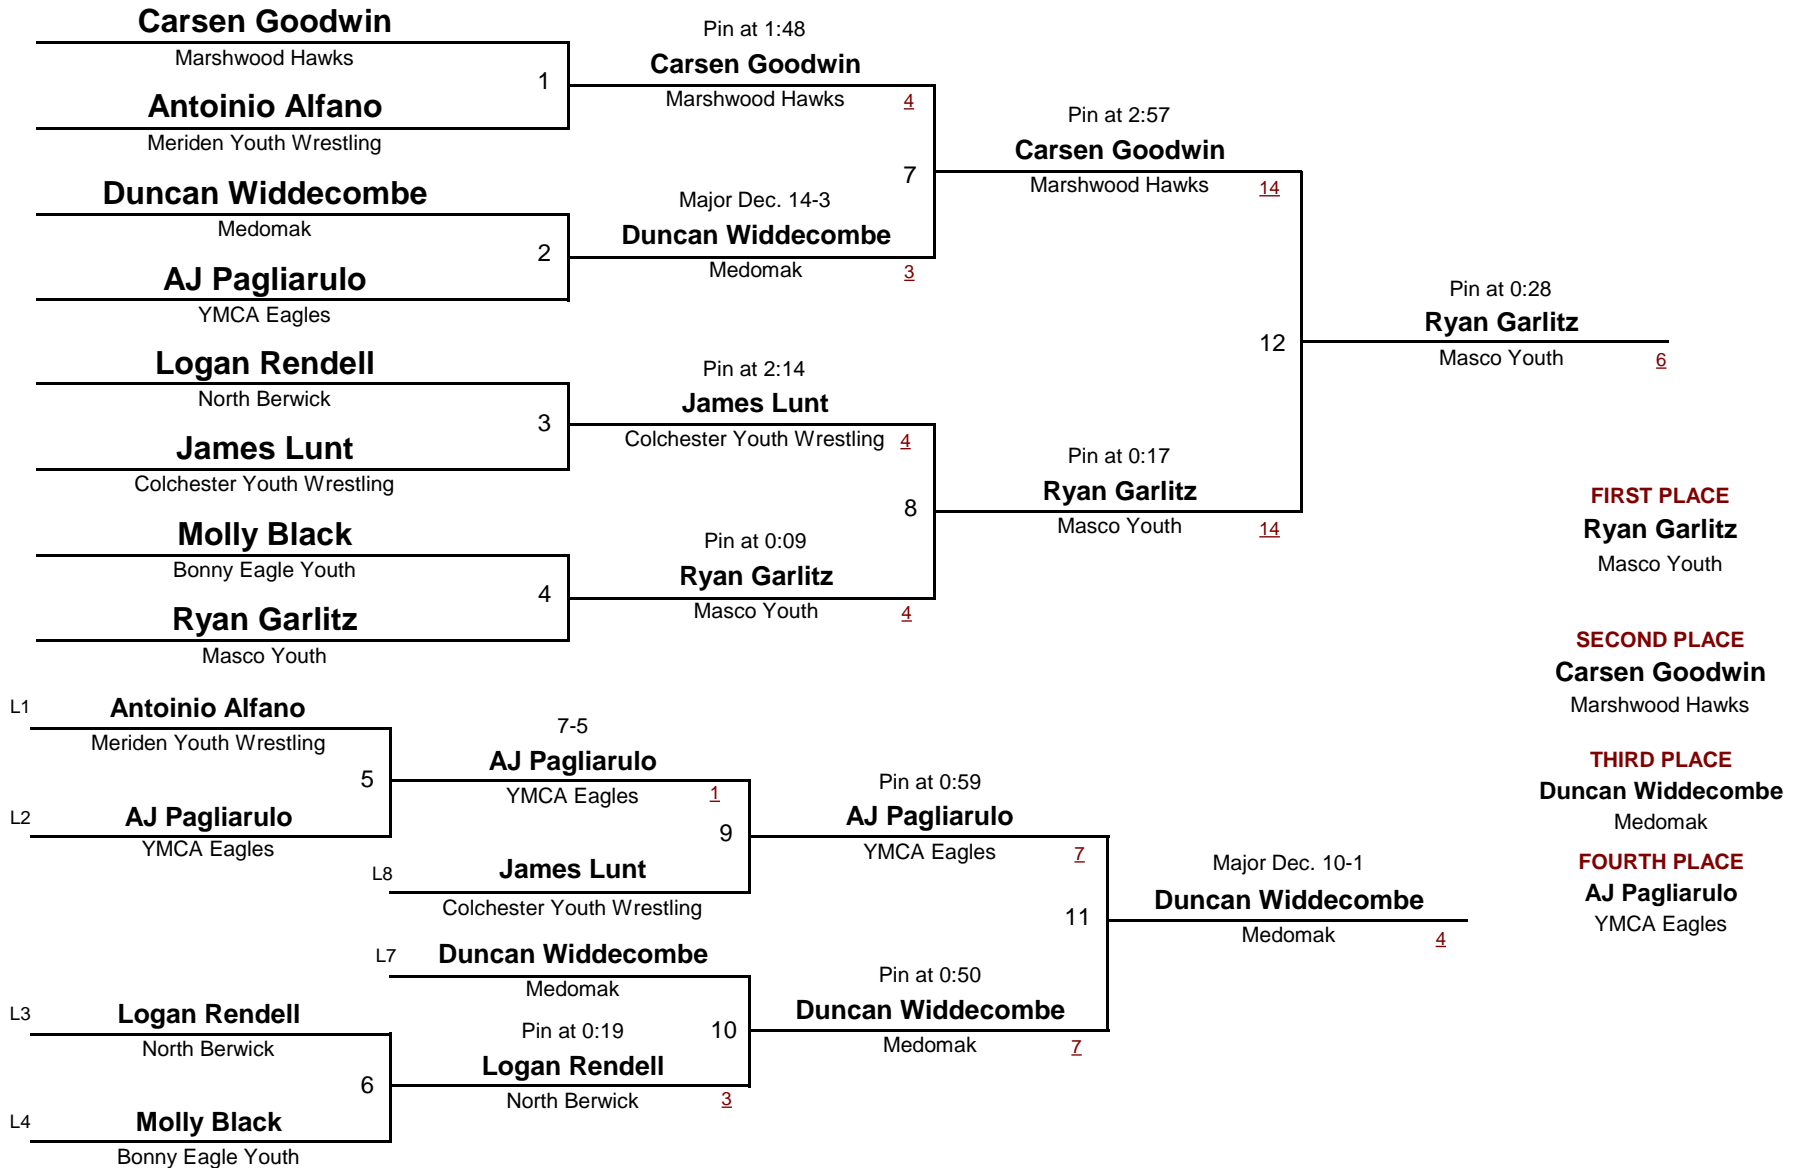 Carsen Goodwin
Marshwood Hawks
1
Antoinio Alfano
Meriden Youth Wrestling
Duncan Widdecombe
Medomak
2
AJ Pagliarulo
YMCA Eagles
Logan Rendell
North Berwick
3
James Lunt
Colchester Youth Wrestling
Molly Black
Bonny Eagle Youth
4
Ryan Garlitz
Masco Youth
Pin at 1:48
Carsen Goodwin
Marshwood Hawks 4
7
Major Dec. 14-3
Duncan Widdecombe
Medomak 3
Pin at 2:14
James Lunt
Colchester Youth Wrestling 4
8
Pin at 0:09
Ryan Garlitz
Masco Youth 4
Pin at 2:57
Carsen Goodwin
Marshwood Hawks 14
12
Pin at 0:17
Ryan Garlitz
Masco Youth 14
Pin at 0:28
Ryan Garlitz
Masco Youth 6
FIRST PLACE
Ryan Garlitz
Masco Youth
SECOND PLACE
Carsen Goodwin
Marshwood Hawks
THIRD PLACE
Duncan Widdecombe
Medomak
FOURTH PLACE
AJ Pagliarulo
YMCA Eagles
L1 Antoinio Alfano
Meriden Youth Wrestling
5
L2 AJ Pagliarulo
YMCA Eagles
L3 Logan Rendell
North Berwick
6
L4 Molly Black
Bonny Eagle Youth
7-5
AJ Pagliarulo
YMCA Eagles 1
9
L8 James Lunt
Colchester Youth Wrestling
L7 Duncan Widdecombe
Medomak
10
Pin at 0:19
Logan Rendell
North Berwick 3
Pin at 0:59
AJ Pagliarulo
YMCA Eagles 7
11
Pin at 0:50
Duncan Widdecombe
Medomak 7
Major Dec. 10-1
Duncan Widdecombe
Medomak 4